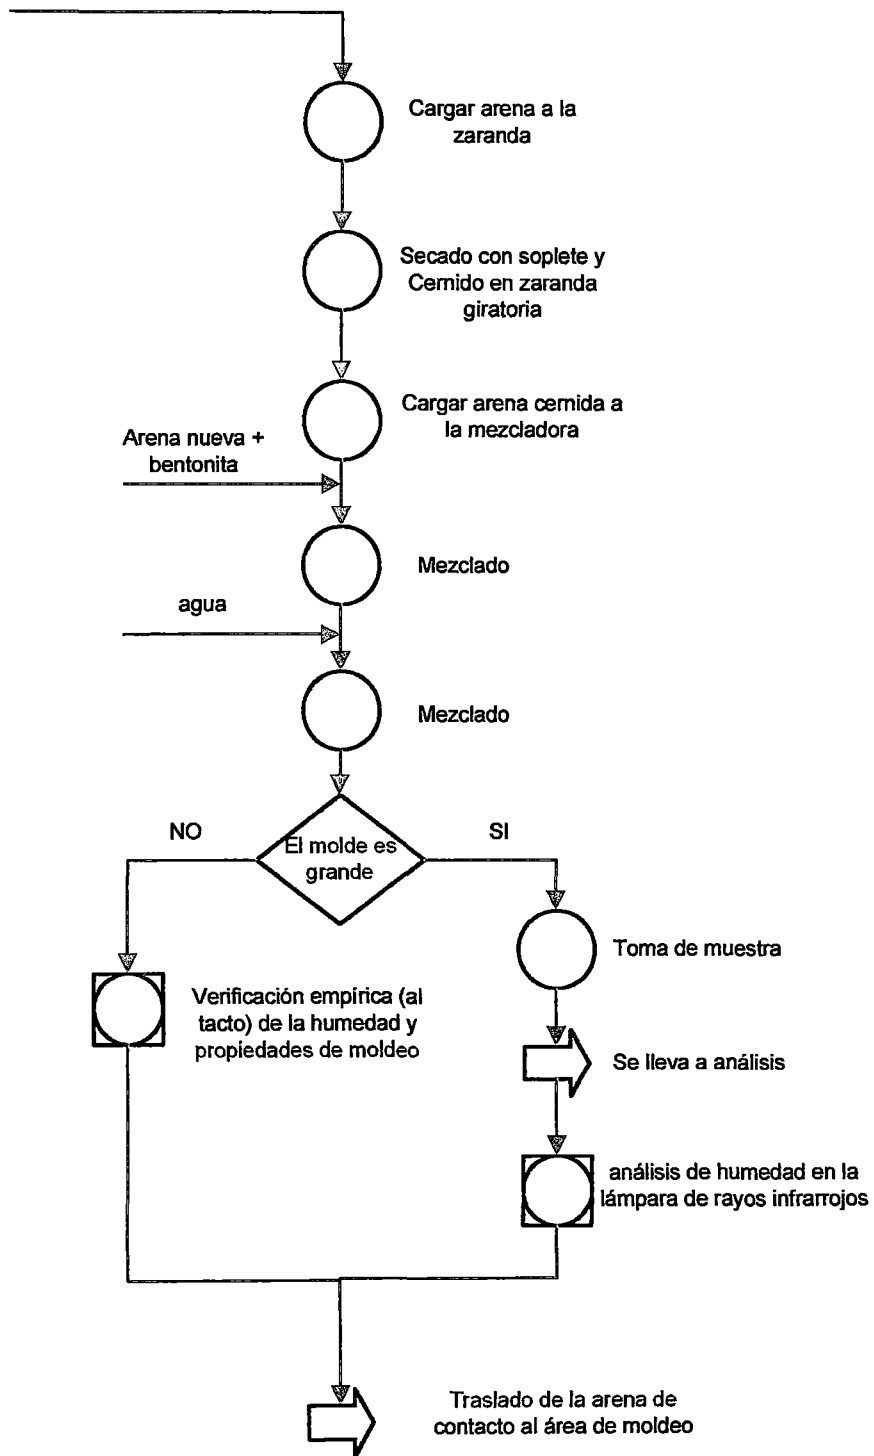 Cargar arena a la
zaranda
Secado con soplete y
Cernido en zaranda
giratoria
Cargar arena cernida a
la mezcladora
Arena nueva +
bentonita
Mezclado
agua
Mezclado
NO
El molde es
grande
SI
Toma de muestra
Verificación empírica (al
tacto) de la humedad y
propiedades de moldeo
Se lleva a análisis
análisis de humedad en la
lámpara de rayos infrarrojos
Traslado de la arena de
contacto al área de moldeo